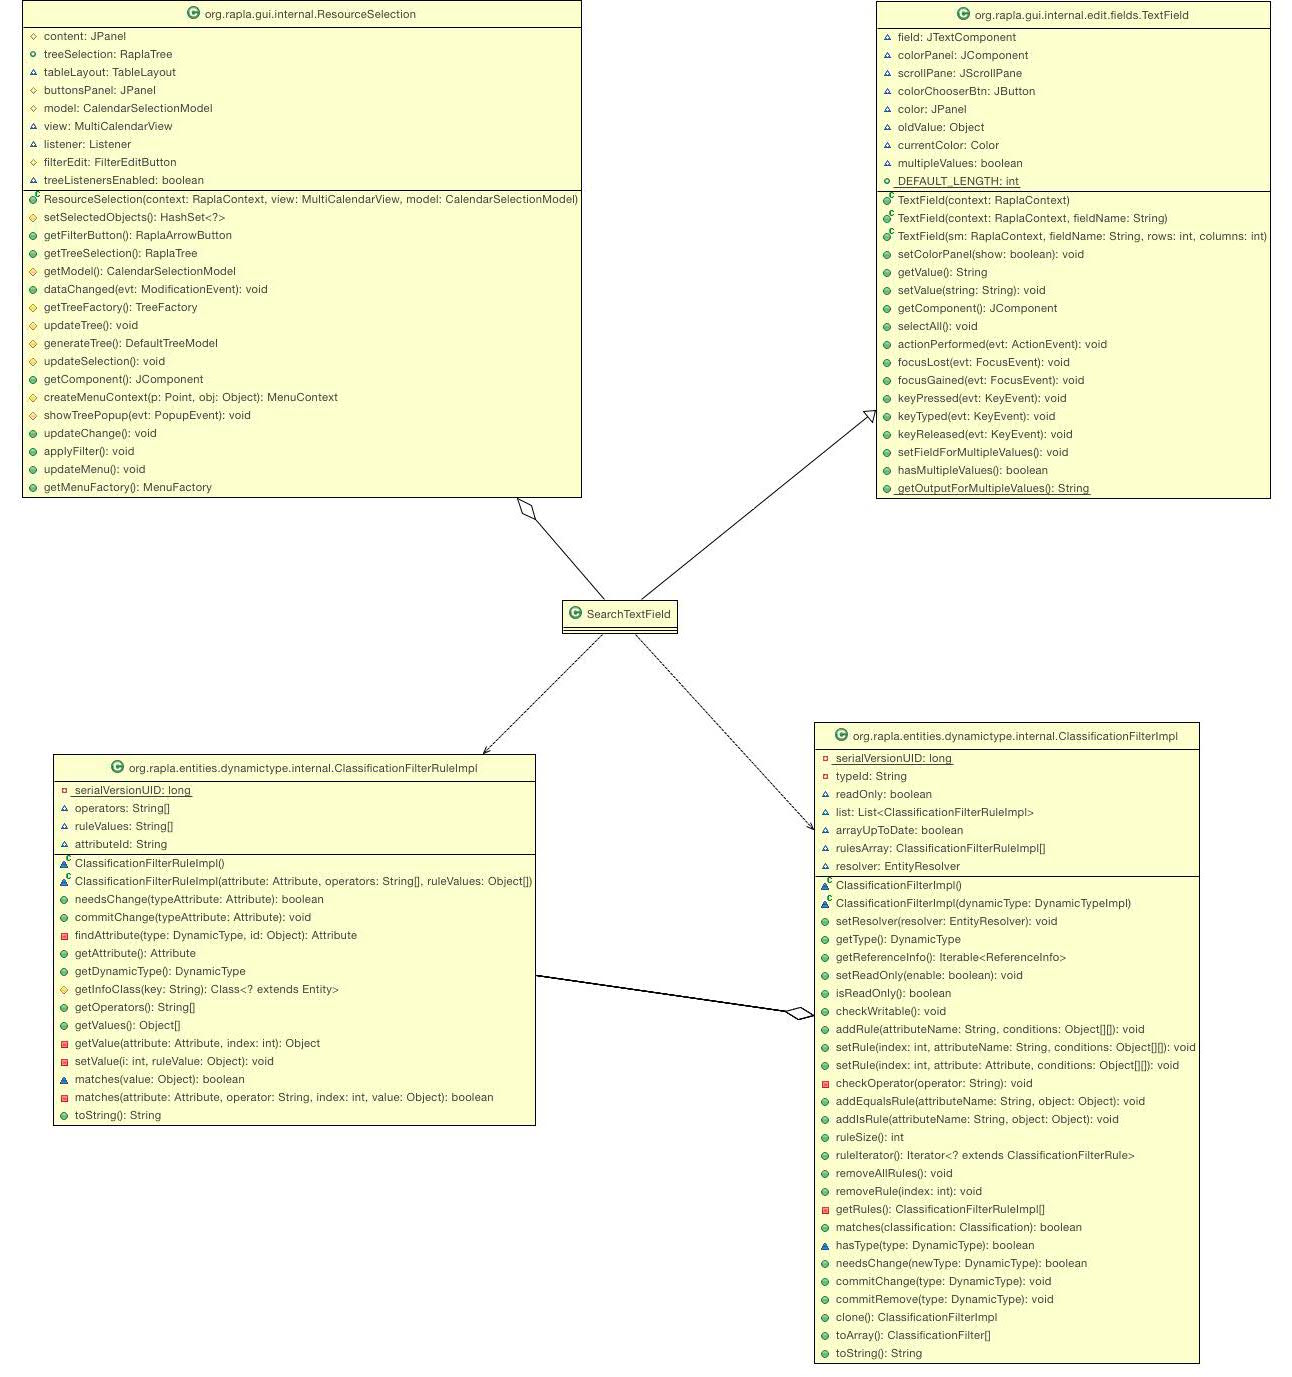 org.rapla.gui.internal.ResourceSelection
content: JPanel
treeSelection: RaplaTree
tableLayout: TableLayout
buttonsPanel: JPanel
model: CalendarSelectionModel
view: MultiCalendarView
listener: Listener
filterEdit: FilterEditButton
treeListenersEnabled: boolean
ResourceSelection(context: RaplaContext, view: MultiCalendarView, model: CalendarSelectionModel)
setSelectedObjects(): HashSet<?>
getFilterButton(): RaplaArrowButton
getTreeSelection(): RaplaTree
getModel(): CalendarSelectionModel
dataChanged(evt: ModificationEvent): void
getTreeFactory(): TreeFactory
updateTree(): void
generateTree(): DefaultTreeModel
updateSelection(): void
getComponent(): JComponent
createMenuContext(p: Point, obj: Object): MenuContext
showTreePopup(evt: PopupEvent): void
updateChange(): void
applyFilter(): void
updateMenu(): void
getMenuFactory(): MenuFactory
org.rapla.gui.internal.edit.fields.TextField
field: JTextComponent
colorPanel: JComponent
scrollPane: JScrollPane
colorChooserBtn: JButton
color: JPanel
oldValue: Object
currentColor: Color
multipleValues: boolean
DEFAULT_LENGTH: int
TextField(context: RaplaContext)
TextField(context: RaplaContext, fieldName: String)
TextField(sm: RaplaContext, fieldName: String, rows: int, columns: int)
setColorPanel(show: boolean): void
getValue(): String
setValue(string: String): void
getComponent(): JComponent
selectAll(): void
actionPerformed(evt: ActionEvent): void
focusLost(evt: FocusEvent): void
focusGained(evt: FocusEvent): void
keyPressed(evt: KeyEvent): void
keyTyped(evt: KeyEvent): void
keyReleased(evt: KeyEvent): void
setFieldForMultipleValues(): void
hasMultipleValues(): boolean
getOutputForMultipleValues(): String
SearchTextField
org.rapla.entities.dynamictype.internal.ClassificationFilterRuleImpl
serialVersionUID: long
operators: String[]
ruleValues: String[]
attributeId: String
ClassificationFilterRuleImpl()
ClassificationFilterRuleImpl(attribute: Attribute, operators: String[], ruleValues: Object[])
needsChange(typeAttribute: Attribute): boolean
commitChange(typeAttribute: Attribute): void
findAttribute(type: DynamicType, id: Object): Attribute
getAttribute(): Attribute
getDynamicType(): DynamicType
getInfoClass(key: String): Class<? extends Entity>
getOperators(): String[]
getValues(): Object[]
getValue(attribute: Attribute, index: int): Object
setValue(i: int, ruleValue: Object): void
matches(value: Object): boolean
matches(attribute: Attribute, operator: String, index: int, value: Object): boolean
toString(): String
org.rapla.entities.dynamictype.internal.ClassificationFilterImpl
serialVersionUID: long
typeId: String
readOnly: boolean
list: List<ClassificationFilterRuleImpl>
arrayUpToDate: boolean
rulesArray: ClassificationFilterRuleImpl[]
resolver: EntityResolver
ClassificationFilterImpl()
ClassificationFilterImpl(dynamicType: DynamicTypeImpl)
setResolver(resolver: EntityResolver): void
getType(): DynamicType
getReferenceInfo(): Iterable<ReferenceInfo>
setReadOnly(enable: boolean): void
isReadOnly(): boolean
checkWritable(): void
addRule(attributeName: String, conditions: Object[][]): void
setRule(index: int, attributeName: String, conditions: Object[][]): void
setRule(index: int, attribute: Attribute, conditions: Object[][]): void
checkOperator(operator: String): void
addEqualsRule(attributeName: String, object: Object): void
addIsRule(attributeName: String, object: Object): void
ruleSize(): int
ruleIterator(): Iterator<? extends ClassificationFilterRule>
removeAllRules(): void
removeRule(index: int): void
getRules(): ClassificationFilterRuleImpl[]
matches(classification: Classification): boolean
hasType(type: DynamicType): boolean
needsChange(newType: DynamicType): boolean
commitChange(type: DynamicType): void
commitRemove(type: DynamicType): void
clone(): ClassificationFilterImpl
toArray(): ClassificationFilter[]
toString(): String